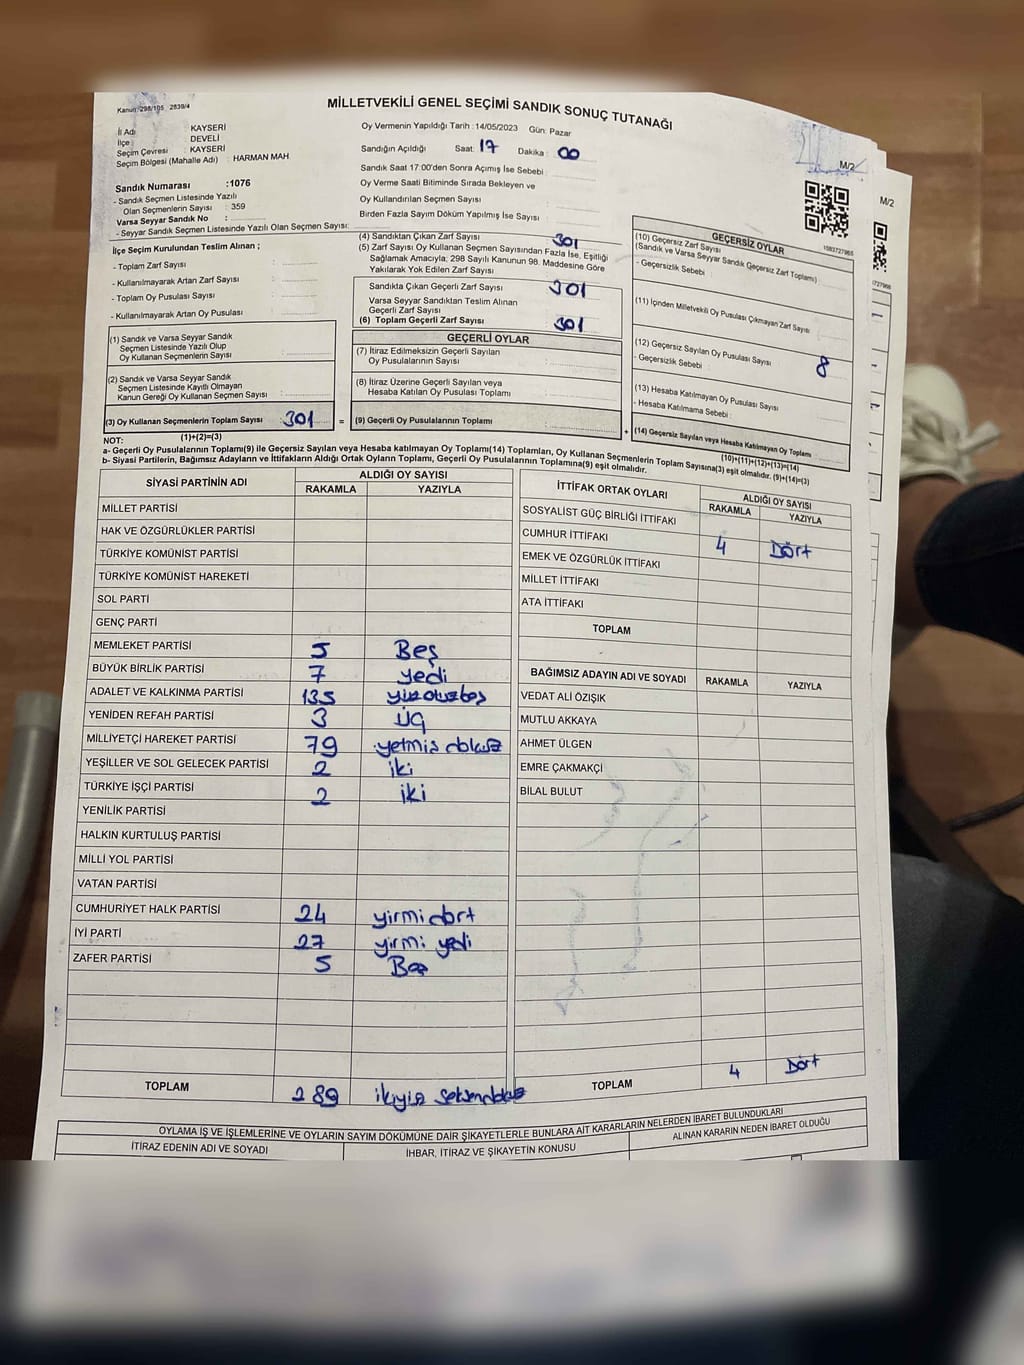 Kanun:298/105 2839/4
MİLLETVEKİLİ GENEL SEÇİMİ SANDIK SONUÇ TUTANAĞI
İl Adı : KAYSERİ
İlçe : DEVELİ
Seçim Çevresi : KAYSERİ
Seçim Bölgesi (Mahalle Adı) : HARMAN MAH
Sandık Numarası :1076
- Sandık Seçmen Listesinde Yazılı
Olan Seçmenlerin Sayısı : 359
Varsa Seyyar Sandık No :
- Seyyar Sandık Seçmen Listesinde Yazılı Olan Seçmen Sayısı:
Oy Vermenin Yapıldığı Tarih :14/05/2023 Gün: Pazar
Sandığın Açıldığı Saat: 17 Dakika: 00
Sandık Saat 17:00'den Sonra Açımış İse Sebebi :
Oy Verme Saati Bitiminde Sırada Bekleyen ve
Oy Kullandırılan Seçmen Sayısı :
Birden Fazla Sayım Döküm Yapılmış İse Sayısı :
M/2
M/2
1593727966
İlçe Seçim Kurulundan Teslim Alınan ;
- Toplam Zarf Sayısı :
- Kullanılmayarak Artan Zarf Sayısı :
- Toplam Oy Pusulası Sayısı :
- Kullanılmayarak Artan Oy Pusulası :
(1) Sandık ve Varsa Seyyar Sandık
Seçmen Listesinde Yazılı Olup
Oy Kullanan Seçmenlerin Sayısı :
(2) Sandık ve Varsa Seyyar Sandık
Seçmen Listesinde Kayıtlı Olmayan
Kanun Gereği Oy Kullanan Seçmen Sayısı :
(3) Oy Kullanan Seçmenlerin Toplam Sayısı : 301 =
(1)+(2)=(3)
(4) Sandıktan Çıkan Zarf Sayısı : 301
(5) Zarf Sayısı Oy Kullanan Seçmen Sayısından Fazla İse, Eşitliği
Sağlamak Amacıyla, 298 Sayılı Kanunun 98. Maddesine Göre
Yakılarak Yok Edilen Zarf Sayısı :
Sandıkta Çıkan Geçerli Zarf Sayısı : 301
Varsa Seyyar Sandıktan Teslim Alınan
Geçerli Zarf Sayısı :
(6) Toplam Geçerli Zarf Sayısı : 301
GEÇERLİ OYLAR
(7) İtiraz Edilmeksizin Geçerli Sayılan
Oy Pusulalarının Sayısı :
(8) İtiraz Üzerine Geçerli Sayılan veya
Hesaba Katılan Oy Pusulası Toplamı :
(9) Geçerli Oy Pusulalarının Toplamı : +
GEÇERSİZ OYLAR
(10) Geçersiz Zarf Sayısı
(Sandık ve Varsa Seyyar Sandık Geçersiz Zarf Toplamı) :
- Geçersizlik Sebebi :
(11) İçinden Milletvekili Oy Pusulası Çıkmayan Zarf Sayısı :
(12) Geçersiz Sayılan Oy Pusulası Sayısı : 8
- Geçersizlik Sebebi :
(13) Hesaba Katılmayan Oy Pusulası Sayısı :
- Hesaba Katılmama Sebebi :
(14) Geçersiz Sayılan veya Hesaba Katılmayan Oy Toplamı :
(10)+(11)+(12)+(13)=(14)
NOT:
a- Geçerli Oy Pusulalarının Toplamı(9) ile Geçersiz Sayılan veya Hesaba katılmayan Oy Toplamı(14) Toplamları, Oy Kullanan Seçmenlerin Toplam Sayısına(3) eşit olmalıdır. (9)+(14)=(3)
b- Siyasi Partilerin, Bağımsız Adayların ve İttifakların Aldığı Ortak Oyların Toplamı, Geçerli Oy Pusulalarının Toplamına(9) eşit olmalıdır.
SİYASİ PARTİNİN ADI ALDIĞI OY SAYISI
RAKAMLA YAZIYLA
MİLLET PARTİSİ
HAK VE ÖZGÜRLÜKLER PARTİSİ
TÜRKİYE KOMÜNİST PARTİSİ
TÜRKİYE KOMÜNİST HAREKETİ
SOL PARTİ
GENÇ PARTİ
MEMLEKET PARTİSİ 5 Beş
BÜYÜK BİRLİK PARTİSİ 7 yedi
ADALET VE KALKINMA PARTİSİ 135 yüzotuzbeş
YENİDEN REFAH PARTİSİ 3 üç
MİLLİYETÇİ HAREKET PARTİSİ 79 yetmiş dokuz
YEŞİLLER VE SOL GELECEK PARTİSİ 2 iki
TÜRKİYE İŞÇİ PARTİSİ 2 iki
YENİLİK PARTİSİ
HALKIN KURTULUŞ PARTİSİ
MİLLİ YOL PARTİSİ
VATAN PARTİSİ
CUMHURİYET HALK PARTİSİ 24 yirmi dört
İYİ PARTİ 27 yirmi yedi
ZAFER PARTİSİ 5 Beş
TOPLAM 289 ikiyüz seksendokuz
İTTİFAK ORTAK OYLARI ALDIĞI OY SAYISI
RAKAMLA YAZIYLA
SOSYALİST GÜÇ BİRLİĞİ İTTİFAKI
CUMHUR İTTİFAKI 4 Dört
EMEK VE ÖZGÜRLÜK İTTİFAKI
MİLLET İTTİFAKI
ATA İTTİFAKI
TOPLAM
BAĞIMSIZ ADAYIN ADI VE SOYADI RAKAMLA YAZIYLA
VEDAT ALİ ÖZIŞIK
MUTLU AKKAYA
AHMET ÜLGEN
EMRE ÇAKMAKÇİ
BİLAL BULUT
TOPLAM 4 Dört
OYLAMA İŞ VE İŞLEMLERİNE VE OYLARIN SAYIM DÖKÜMÜNE DAİR ŞİKAYETLERLE BUNLARA AİT KARARLARIN NELERDEN İBARET BULUNDUKLARI
İTİRAZ EDENİN ADI VE SOYADI İHBAR, İTİRAZ VE ŞİKAYETİN KONUSU ALINAN KARARIN NEDEN İBARET OLDUĞU